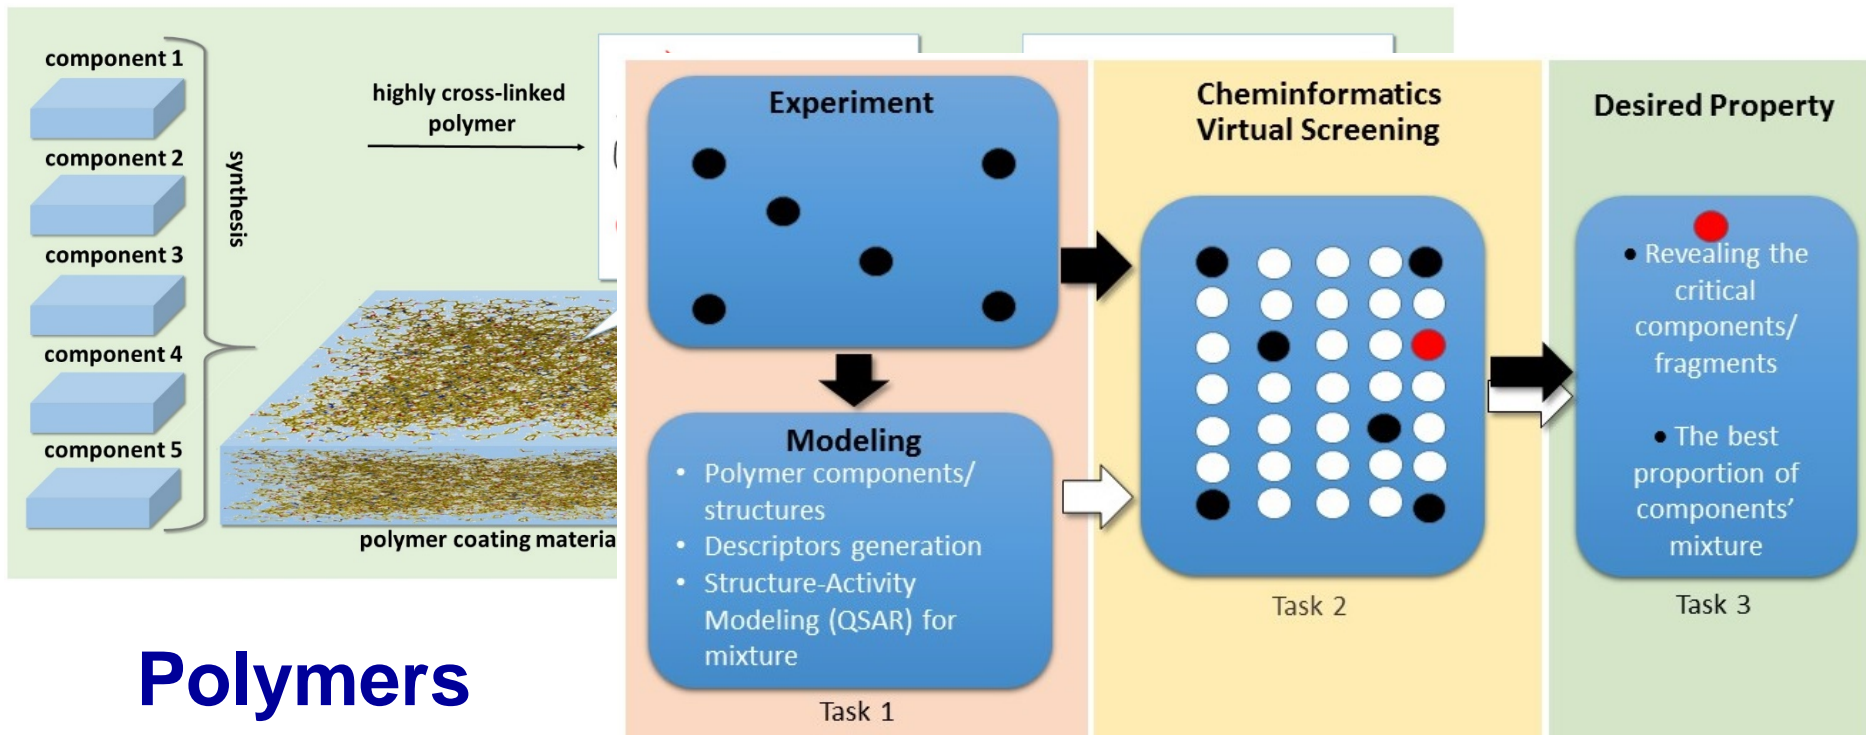 component 1
component 2
component 3
component 4
component 5
synthesis
highly cross-linked
polymer
polymer coating materia
Polymers
Experiment
Modeling
• Polymer components/
structures
• Descriptors generation
• Structure-Activity
Modeling (QSAR) for
mixture
Task 1
Cheminformatics
Virtual Screening
Task 2
Desired Property
• Revealing the
critical
components/
fragments
• The best
proportion of
components’
mixture
Task 3